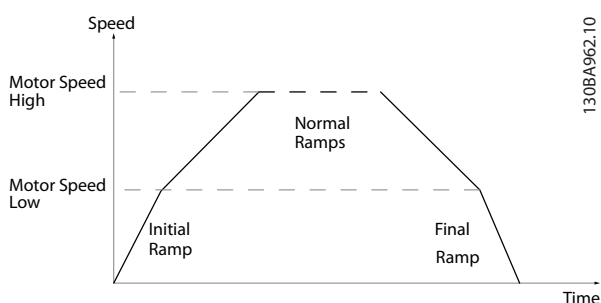 Speed
130BA962.10
Motor Speed
High
Normal
Ramps
Motor Speed
Low
Initial
Ramp
Final
Ramp
Time